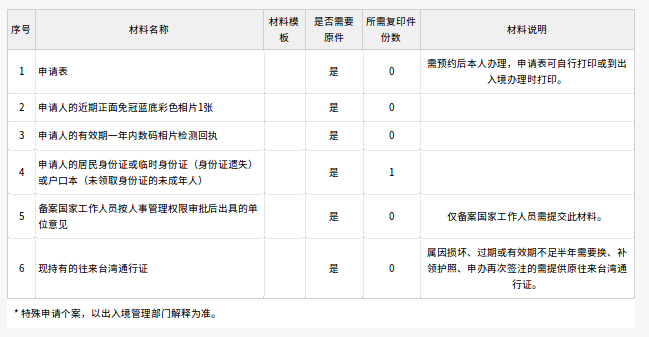 序号 材料名称 材料模板 是否需要原件 所需复印件份数 材料说明
1 申请表 是 0 需预约后本人办理，申请表可自行打印或到出
入境办理时打印。
2 申请人的近期正面免冠蓝底彩色相片1张 是 0
3 申请人的有效期一年内数码相片检测回执 是 0
4 申请人的居民身份证或临时身份证（身份证遗失）
或户口本（未领取身份证的未成年人） 是 1
5 备案国家工作人员按人事管理权限审批后出具的单
位意见 是 0 仅备案国家工作人员需提交此材料。
6 现持有的往来台湾通行证 是 0 属因损坏、过期或有效期不足半年需要换、补
领护照、申办再次签注的需提供原往来台湾通
行证。
* 特殊申请个案，以出入境管理部门解释为准。